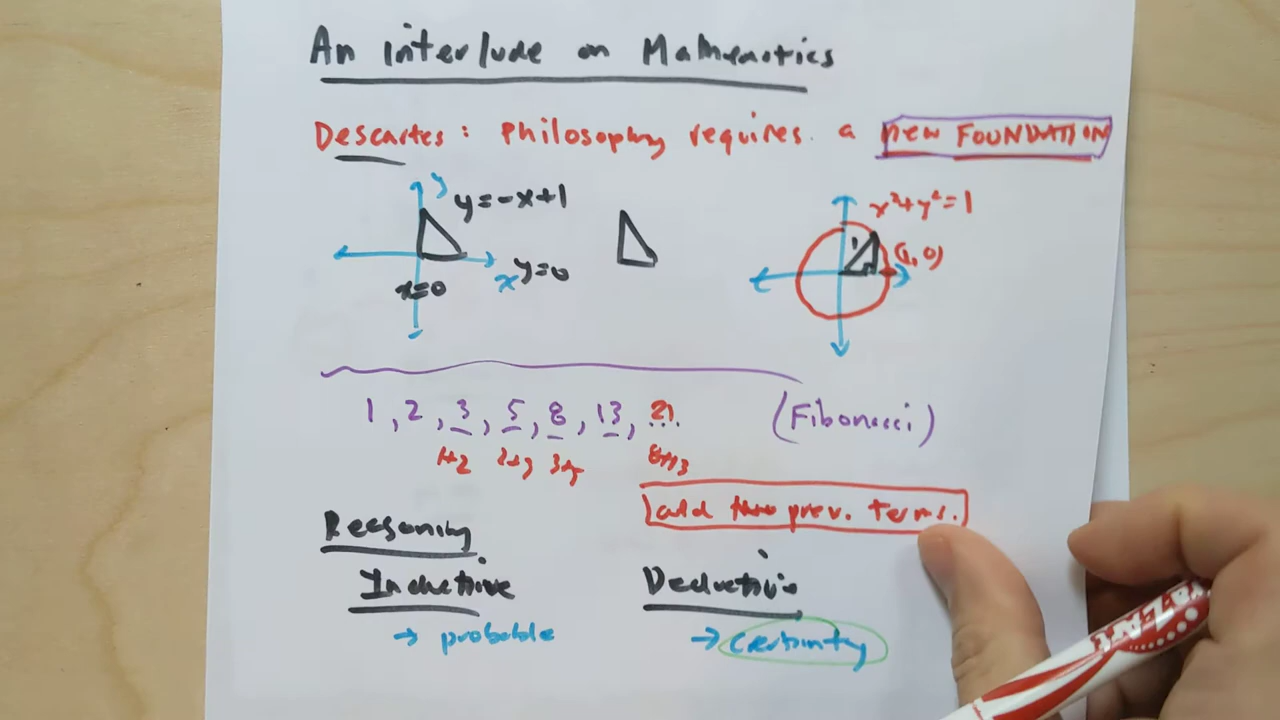 An interlude on Mathematics
Descartes: Philosophy requires a new FOUNDATION
y
y=-x+1
x²+y²=1
1
(1, 0)
y=0
x
x=0
1, 2, 3, 5, 8, 13, 21...
(Fibonacci)
1+2 2+3 3+5 8+13
add two prev. terms.
Reasoning
Inductive
Deductive
→ probable
→ certainty